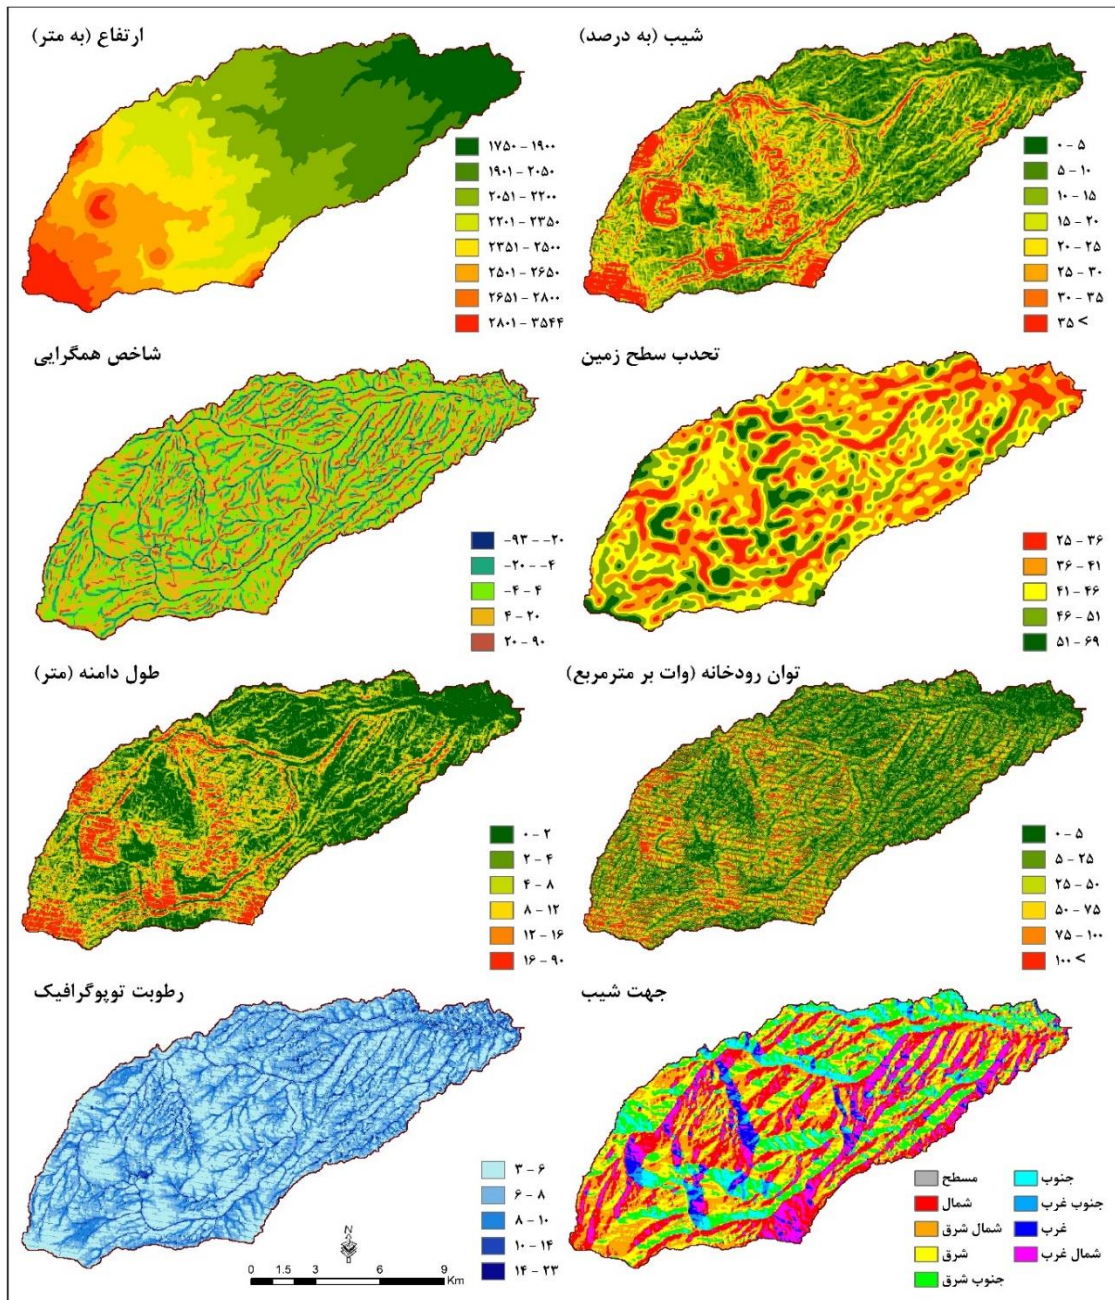 ارتفاع (به متر)
۱۷۵۰ – ۱۹۰۰
۱۹۰۱ – ۲۰۵۰
۲۰۵۱ – ۲۲۰۰
۲۲۰۱ – ۲۳۵۰
۲۳۵۱ – ۲۵۰۰
۲۵۰۱ – ۲۶۵۰
۲۶۵۱ – ۲۸۰۰
۲۸۰۱ – ۳۵۴۴
شیب (به درصد)
۰ – ۵
۵ – ۱۰
۱۰ – ۱۵
۱۵ – ۲۰
۲۰ – ۲۵
۲۵ – ۳۰
۳۰ – ۳۵
۳۵ <
شاخص همگرایی
-۹۳ – -۲۰
-۲۰ – -۴
-۴ – ۴
۴ – ۲۰
۲۰ – ۹۰
تحدب سطح زمین
۲۵ – ۳۶
۳۶ – ۴۱
۴۱ – ۴۶
۴۶ – ۵۱
۵۱ – ۶۹
طول دامنه (متر)
۰ – ۲
۲ – ۴
۴ – ۸
۸ – ۱۲
۱۲ – ۱۶
۱۶ – ۹۰
توان رودخانه (وات بر مترمربع)
۰ – ۵
۵ – ۲۵
۲۵ – ۵۰
۵۰ – ۷۵
۷۵ – ۱۰۰
۱۰۰ <
رطوبت توپوگرافیک
۳ – ۶
۶ – ۸
۸ – ۱۰
۱۰ – ۱۴
۱۴ – ۲۳
N
0 1.5 3 6 9
Km
جهت شیب
مسطح
شمال
شمال شرق
شرق
جنوب شرق
جنوب
جنوب غرب
غرب
شمال غرب